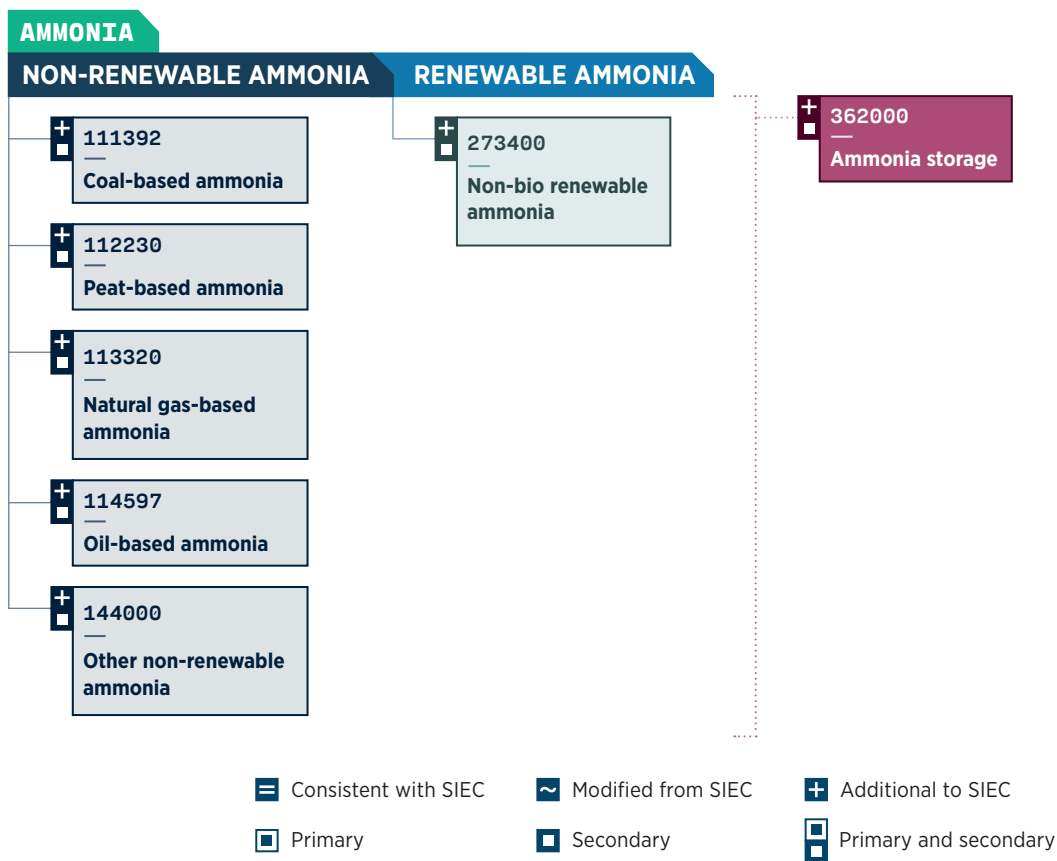 AMMONIA
NON-RENEWABLE AMMONIA
RENEWABLE AMMONIA
111392
Coal-based ammonia
112230
Peat-based ammonia
113320
Natural gas-based
ammonia
114597
Oil-based ammonia
144000
Other non-renewable
ammonia
273400
Non-bio renewable
ammonia
362000
Ammonia storage
= Consistent with SIEC
~ Modified from SIEC
+ Additional to SIEC
Primary
Secondary
Primary and secondary